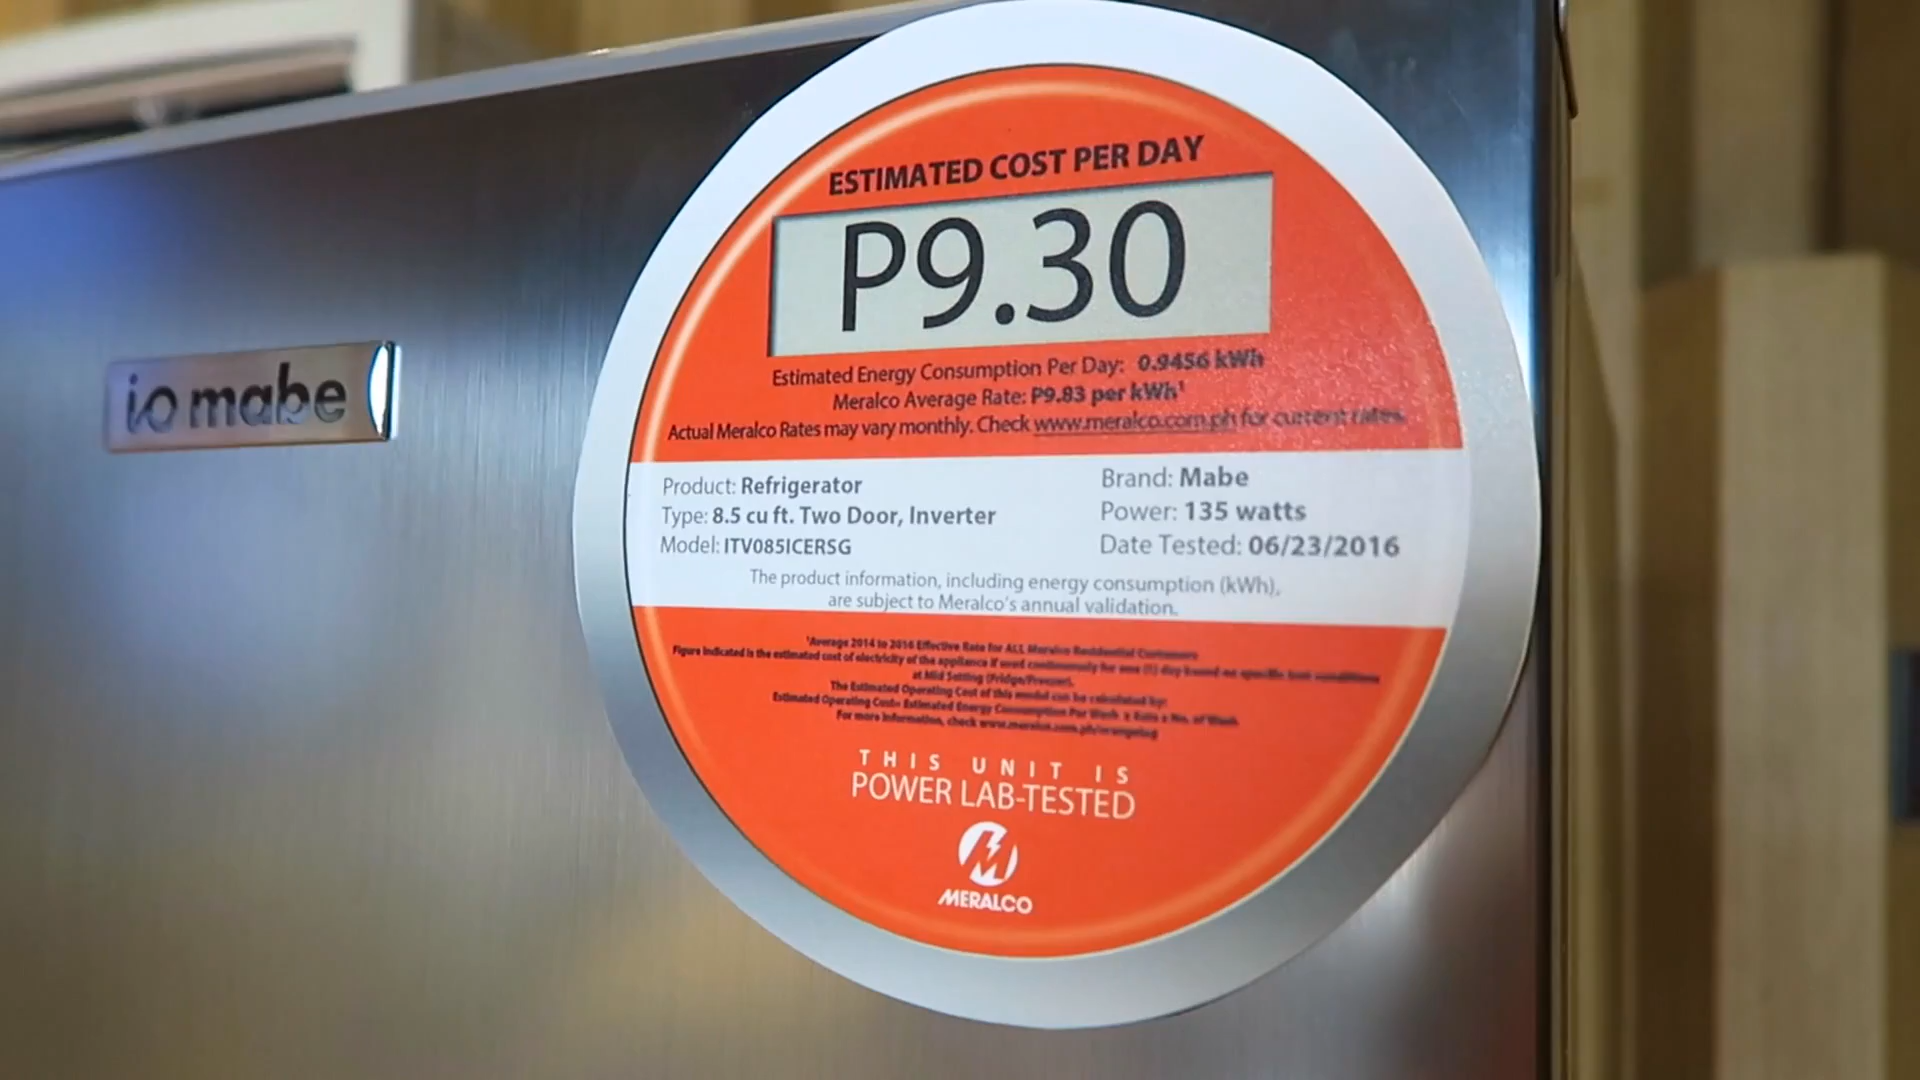 io mabe
ESTIMATED COST PER DAY
P9.30
Estimated Energy Consumption Per Day: 0.9456 kWh
Meralco Average Rate: P9.83 per kWh¹
Actual Meralco Rates may vary monthly. Check www.meralco.com.ph for current rates.
Product: Refrigerator
Type: 8.5 cu ft. Two Door, Inverter
Model: ITV085ICERSG
Brand: Mabe
Power: 135 watts
Date Tested: 06/23/2016
The product information, including energy consumption (kWh),
are subject to Meralco's annual validation.
¹Average 2014 to 2016 Effective Rate for ALL Meralco Residential Customers
Figure indicated is the estimated cost of electricity of the appliance if used continuously for one (1) day based on specific test conditions
at Mid Setting (Fridge/Freezer).
The Estimated Operating Cost of this model can be calculated by:
Estimated Operating Cost= Estimated Energy Consumption Per Week x Rate x No. of Week
For more information, check www.meralco.com.ph/orangetag
THIS UNIT IS
POWER LAB-TESTED
MERALCO